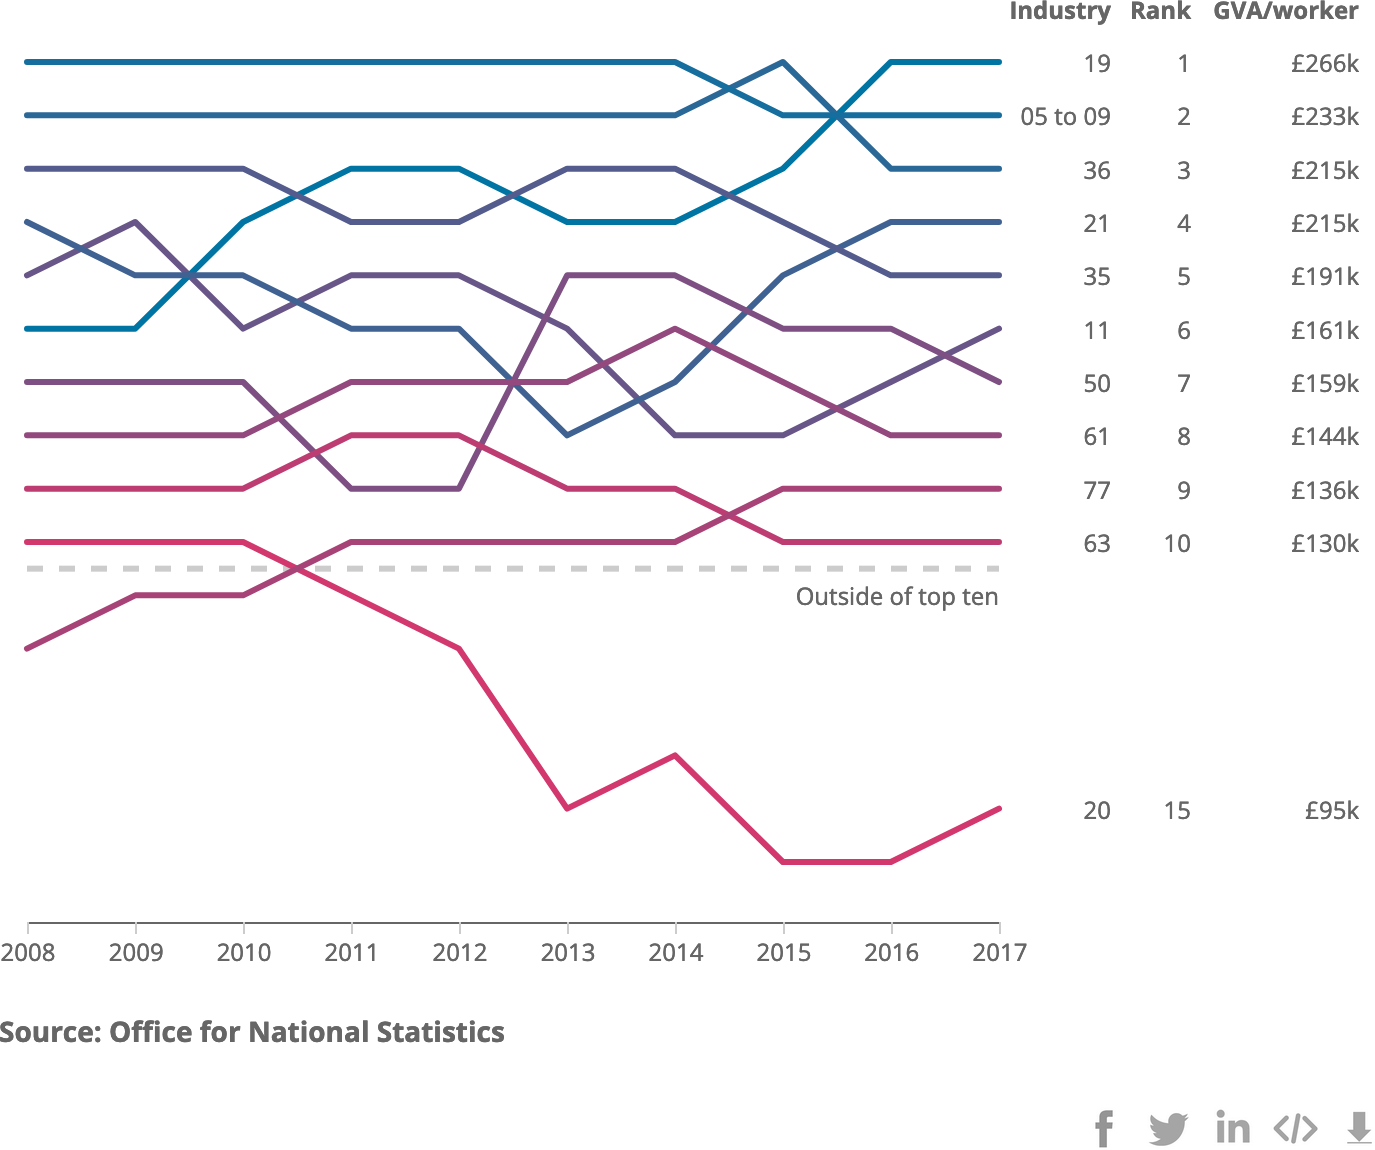 Industry Rank GVA/worker
19 1 £266k
05 to 09 2 £233k
36 3 £215k
21 4 £215k
35 5 £191k
11 6 £161k
50 7 £159k
61 8 £144k
77 9 £136k
63 10 £130k
Outside of top ten
20 15 £95k
2008 2009 2010 2011 2012 2013 2014 2015 2016 2017
Source: Office for National Statistics